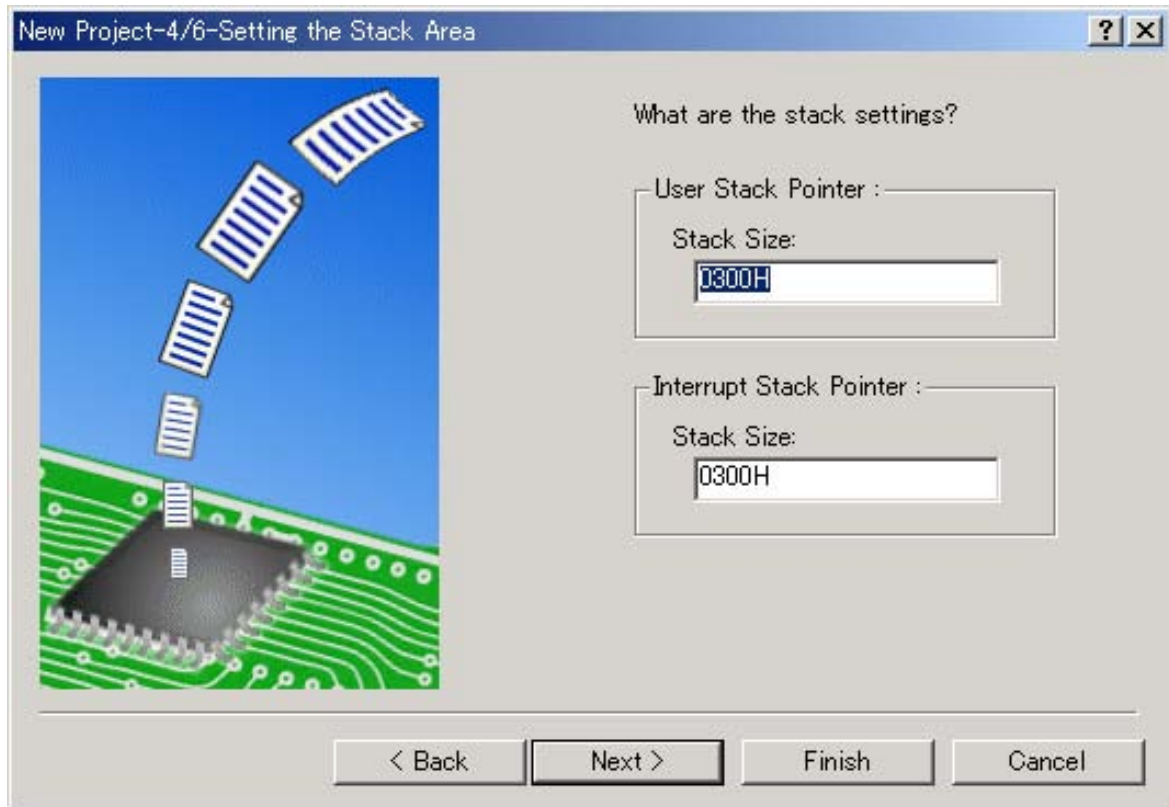 New Project-4/6-Setting the Stack Area
What are the stack settings?
User Stack Pointer :
Stack Size:
0300H
Interrupt Stack Pointer :
Stack Size:
0300H
< Back
Next >
Finish
Cancel